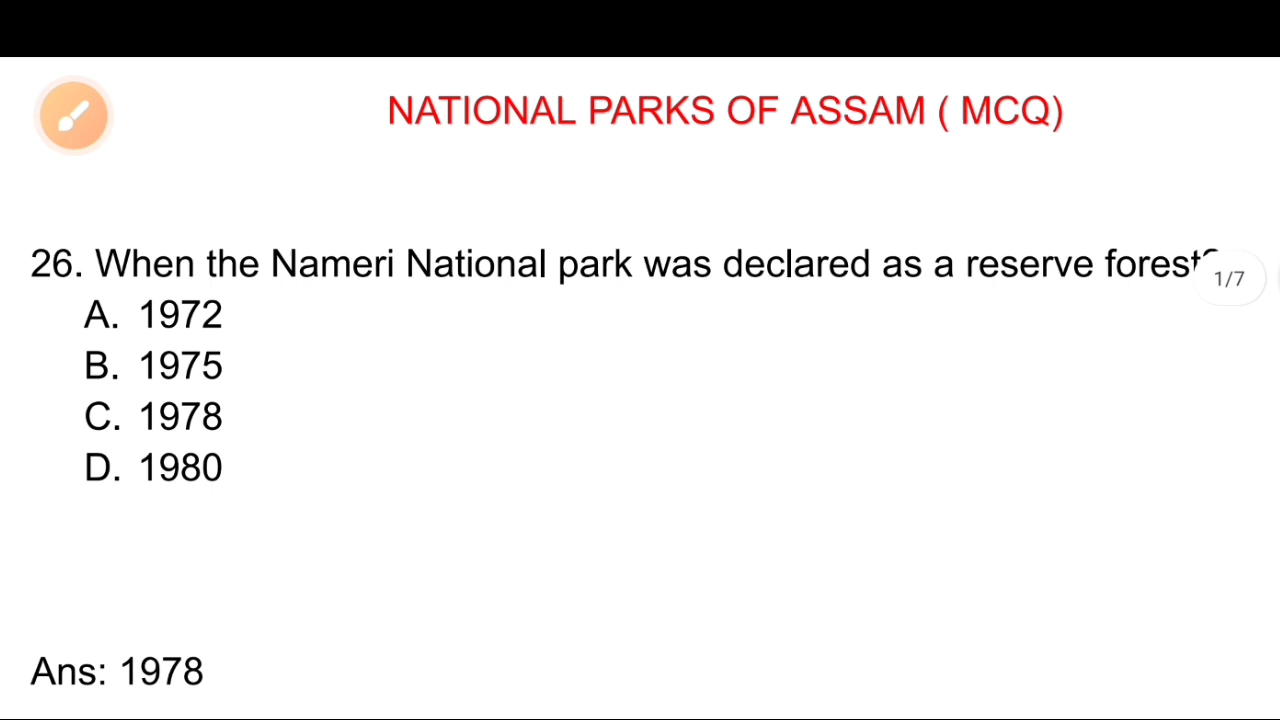 NATIONAL PARKS OF ASSAM ( MCQ)
26. When the Nameri National park was declared as a reserve forest?
1/7
A. 1972
B. 1975
C. 1978
D. 1980
Ans: 1978